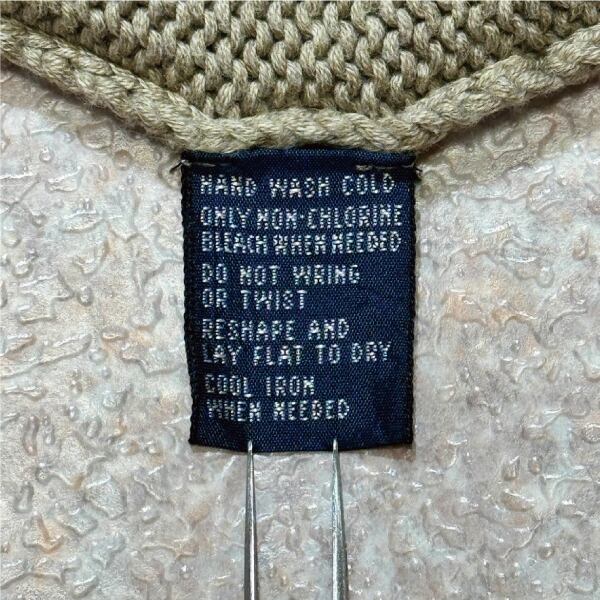 HAND WASH COLD
ONLY NON-CHLORINE
BLEACH WHEN NEEDED
DO NOT WRING
OR TWIST
RESHAPE AND
LAY FLAT TO DRY
COOL IRON
WHEN NEEDED